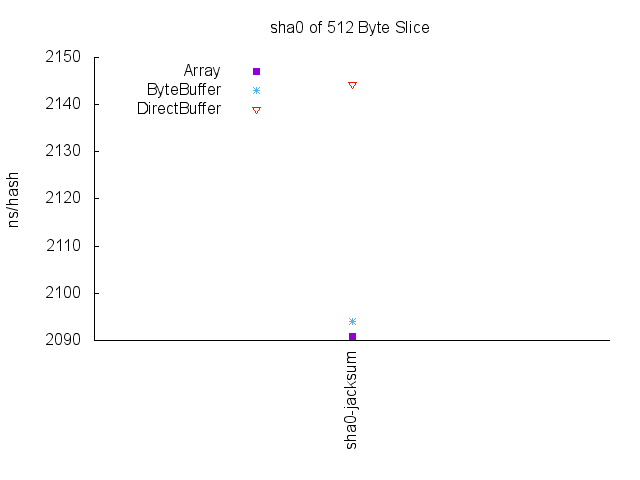 sha0 of 512 Byte Slice
2150
2140
2130
2120
2110
2100
2090
ns/hash
Array
ByteBuffer
DirectBuffer
sha0-jacksum